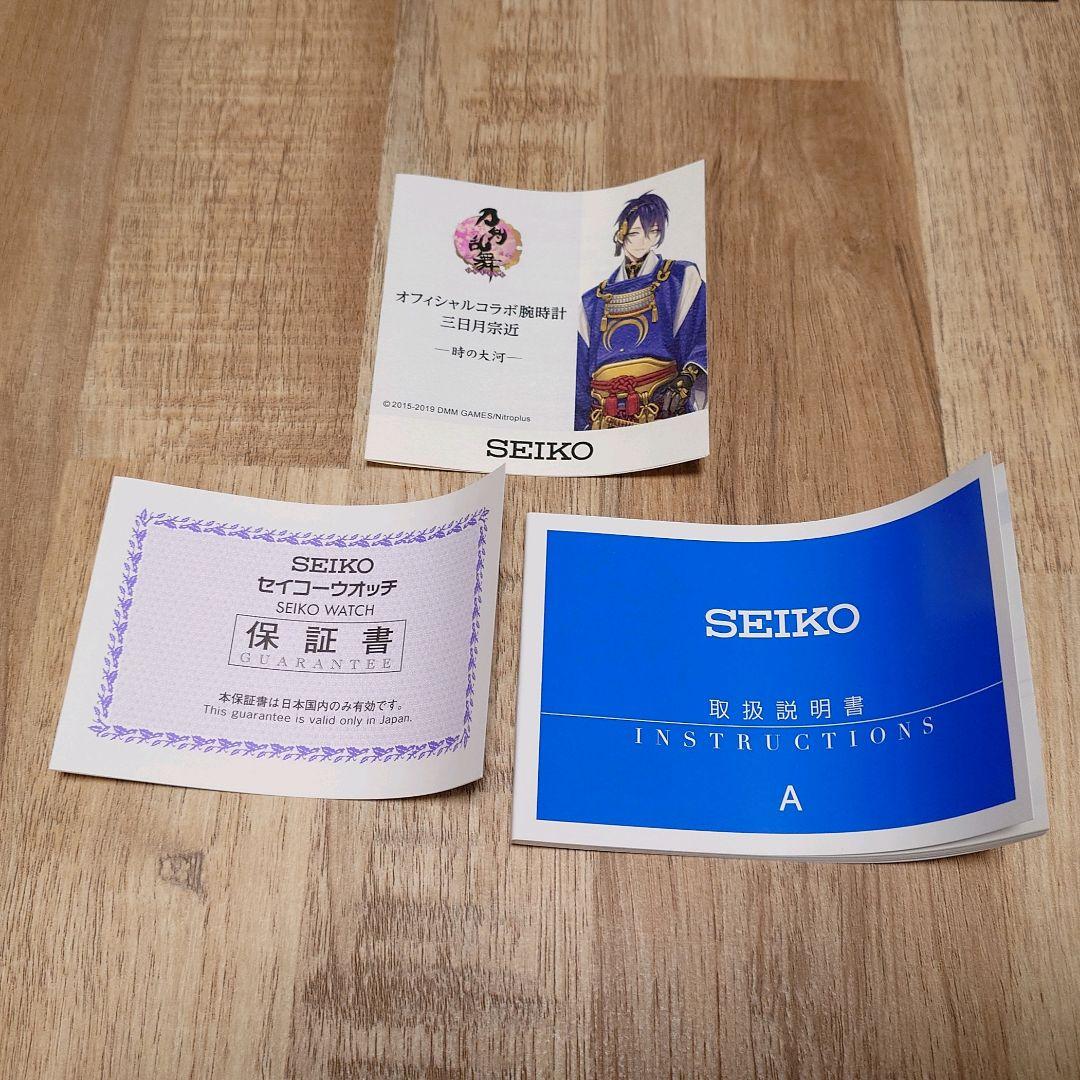 刀剣乱舞
オフィシャルコラボ腕時計
三日月宗近
―時の大河―
© 2015-2019 DMM GAMES/Nitroplus
SEIKO
SEIKO
セイコーウオッチ
SEIKO WATCH
保証書
GUARANTEE
本保証書は日本国内のみ有効です。
This guarantee is valid only in Japan.
SEIKO
取扱説明書
INSTRUCTIONS
A